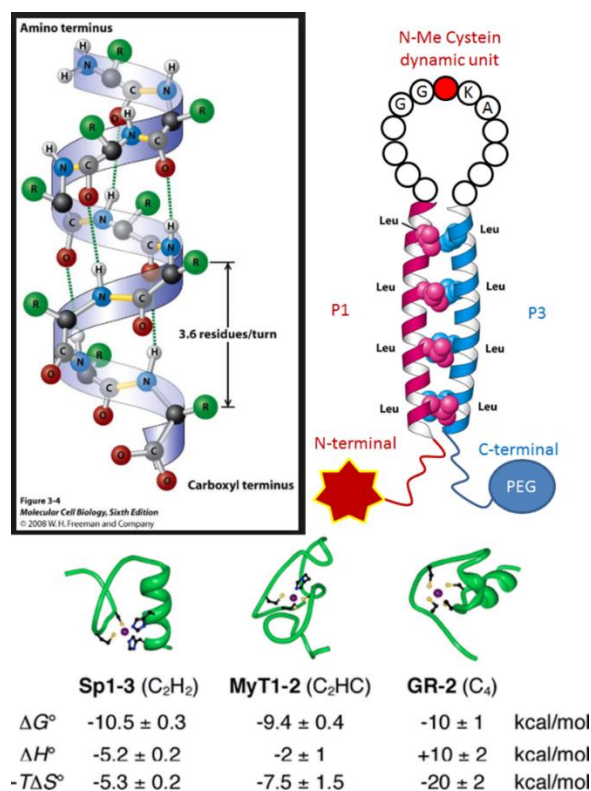 Amino terminus
H
H
N
R
C
N
H
O
H
R
N
C
O
R
H
N
C
O
R
H
H
C
N
R
O
C
N
H
R
O
H
N
C
O
3.6 residues/turn
H
R
N
C
O
H
N
R
C
O
R
C
O
O
Carboxyl terminus
Figure 3-4
Molecular Cell Biology, Sixth Edition
© 2008 W. H. Freeman and Company
N-Me Cystein
dynamic unit
G G K A
Leu Leu
Leu Leu
P1 P3
Leu Leu
Leu Leu
N-terminal C-terminal
PEG
Sp1-3 (C₂H₂) MyT1-2 (C₂HC) GR-2 (C₄)
ΔG° -10.5 ± 0.3 -9.4 ± 0.4 -10 ± 1 kcal/mol
ΔH° -5.2 ± 0.2 -2 ± 1 +10 ± 2 kcal/mol
-TΔS° -5.3 ± 0.2 -7.5 ± 1.5 -20 ± 2 kcal/mol